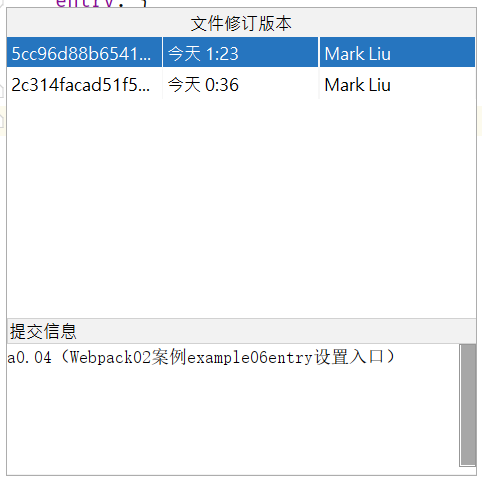 entry: {
文件修订版本
5cc96d88b6541... 今天 1:23 Mark Liu
2c314facad51f5... 今天 0:36 Mark Liu
提交信息
a0.04（Webpack02案例example06entry设置入口）